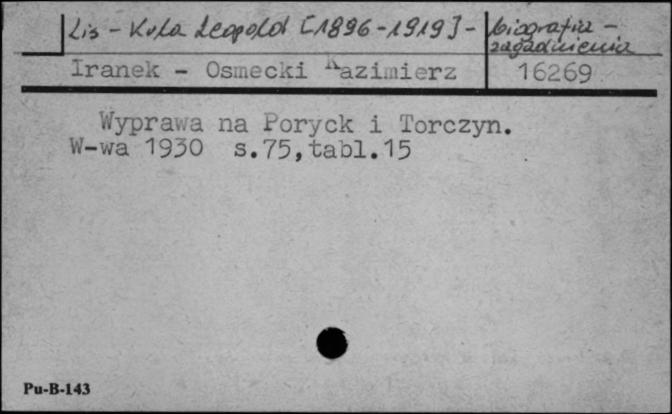 Lis-Kula Leopold [1896-1919] - biografia -
zagadnienia
Iranek - Osmecki Kazimierz 16269
Wyprawa na Poryck i Torczyn.
W-wa 1930 s.75,tabl.15
Pu-B-143